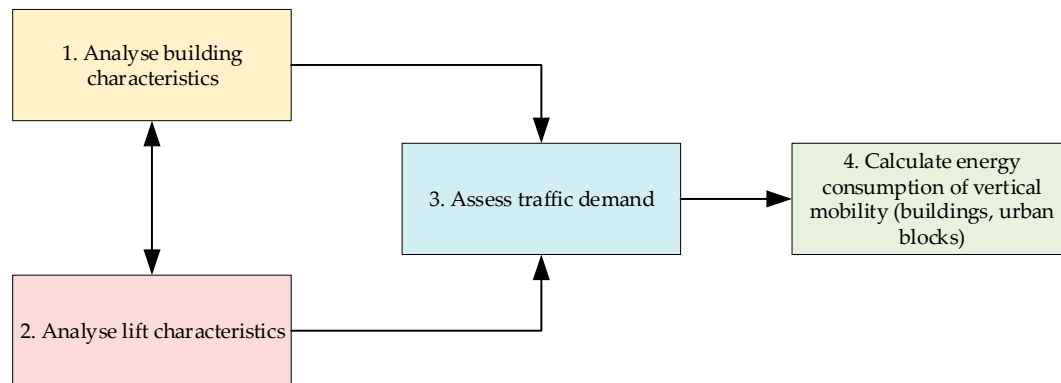 1. Analyse building
characteristics
2. Analyse lift characteristics
3. Assess traffic demand
4. Calculate energy
consumption of vertical
mobility (buildings, urban
blocks)